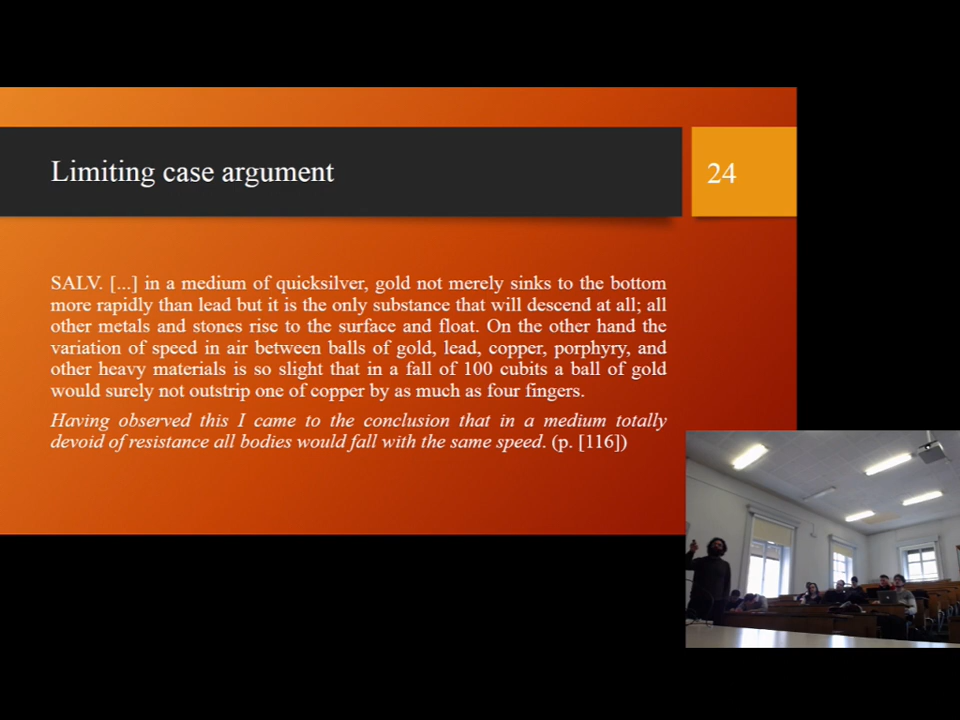 Limiting case argument
24
SALV. [...] in a medium of quicksilver, gold not merely sinks to the bottom
more rapidly than lead but it is the only substance that will descend at all; all
other metals and stones rise to the surface and float. On the other hand the
variation of speed in air between balls of gold, lead, copper, porphyry, and
other heavy materials is so slight that in a fall of 100 cubits a ball of gold
would surely not outstrip one of copper by as much as four fingers.
Having observed this I came to the conclusion that in a medium totally
devoid of resistance all bodies would fall with the same speed. (p. [116])